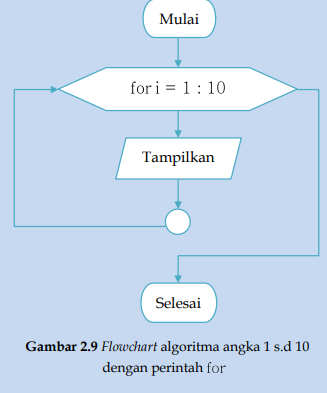 Mulai
for i = 1 : 10
Tampilkan
Selesai
Gambar 2.9 Flowchart algoritma angka 1 s.d 10
dengan perintah for